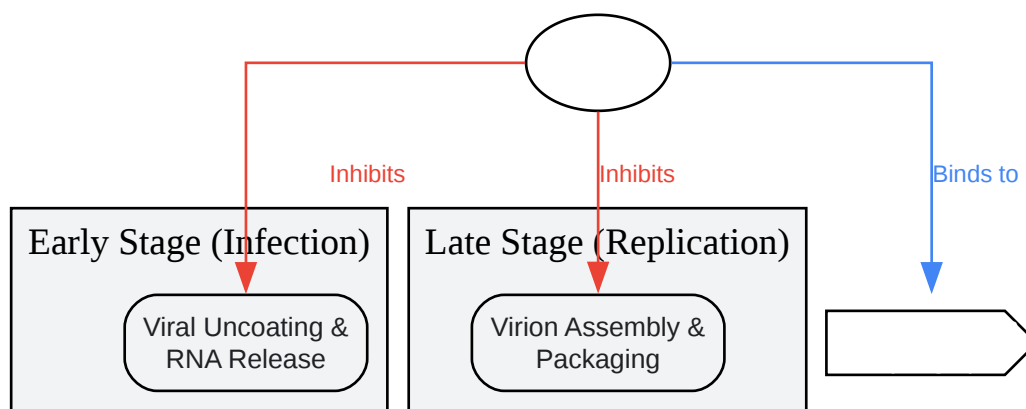 Inhibits
Inhibits
Binds to
Early Stage (Infection)
Late Stage (Replication)
Viral Uncoating &
RNA Release
Virion Assembly &
Packaging